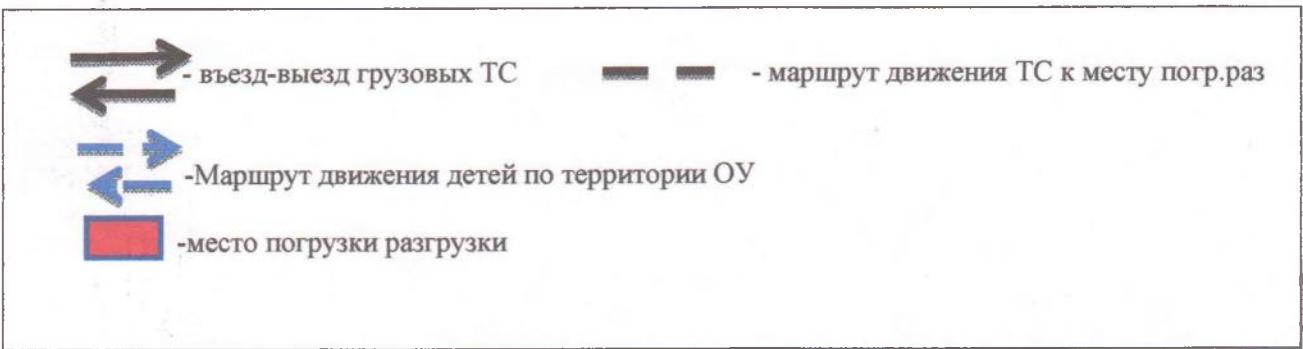 - въезд-выезд грузовых ТС
- маршрут движения ТС к месту погр.раз
-Маршрут движения детей по территории ОУ
-место погрузки разгрузки